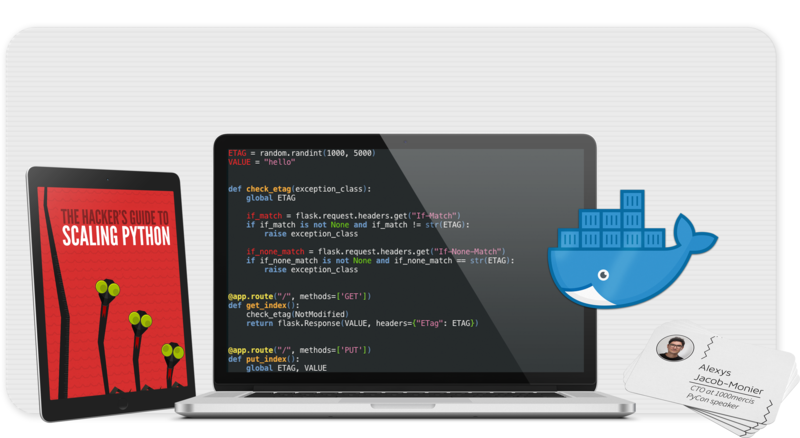 THE HACKER'S GUIDE TO
SCALING PYTHON
ETAG = random.randint(1000, 5000)
VALUE = "hello"
def check_etag(exception_class):
global ETAG
if_match = flask.request.headers.get("If-Match")
if if_match is not None and if_match != str(ETAG):
raise exception_class
if_none_match = flask.request.headers.get("If-None-Match")
if if_none_match is not None and if_none_match == str(ETAG):
raise exception_class
@app.route("/", methods=['GET'])
def get_index():
check_etag(NotModified)
return flask.Response(VALUE, headers={"ETag": ETAG})
@app.route("/", methods=['PUT'])
def put_index():
global ETAG, VALUE
Alexys
Jacob-Monier
CTO at 1000mercis
PyCon speaker